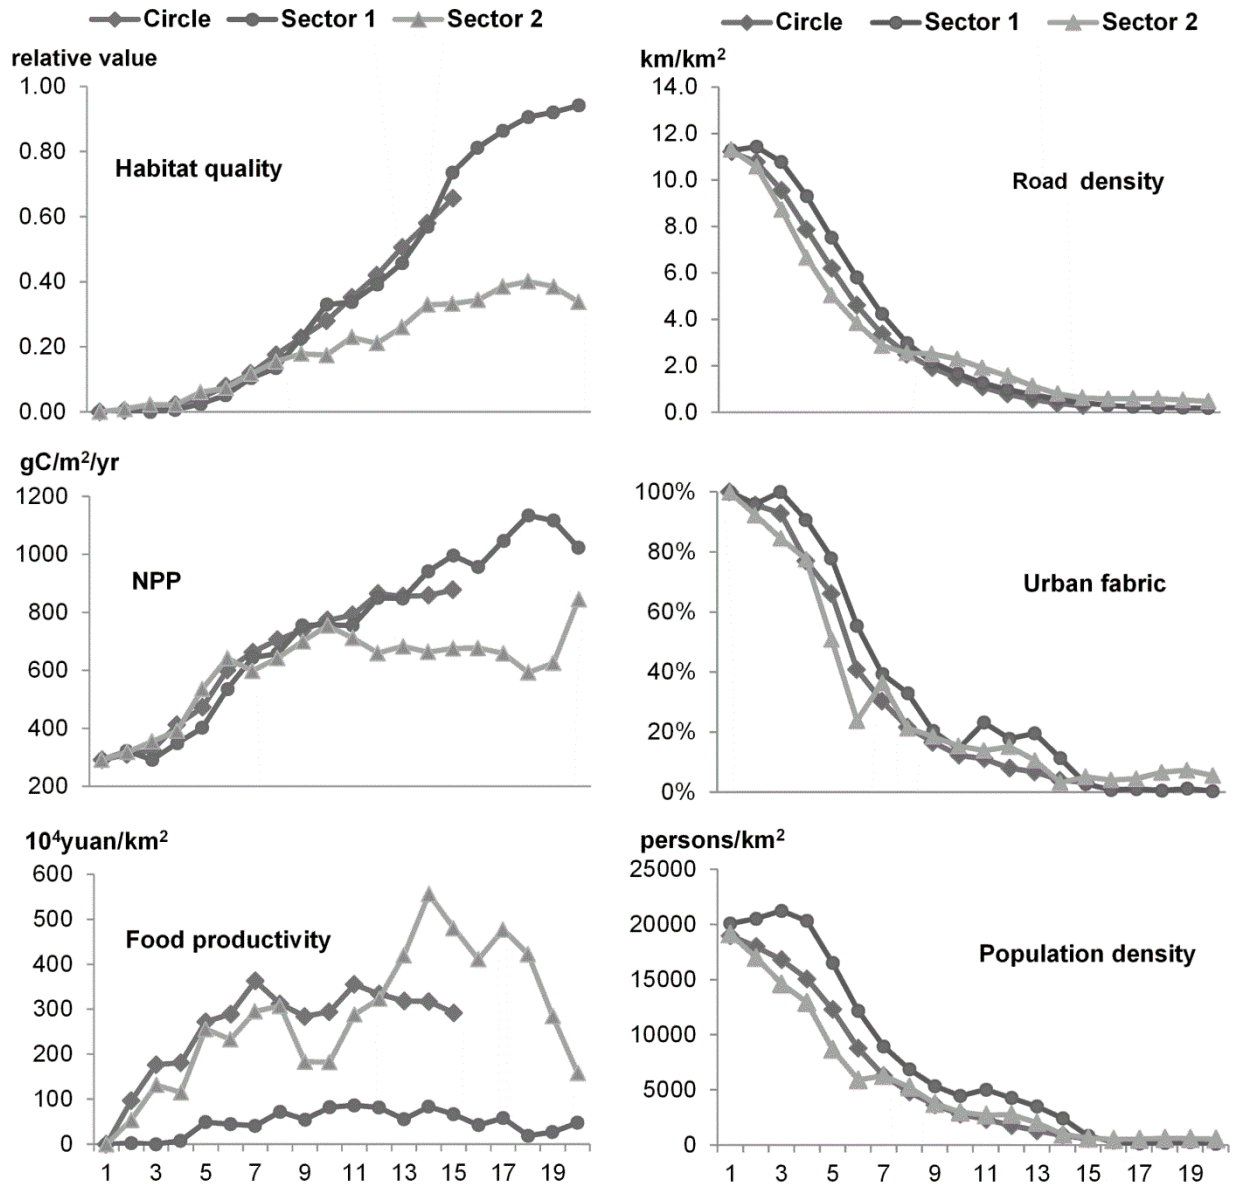 Circle Sector 1 Sector 2
relative value
1.00
0.80
0.60
0.40
0.20
0.00
Habitat quality
Circle Sector 1 Sector 2
km/km²
14.0
12.0
10.0
8.0
6.0
4.0
2.0
0.0
Road density
gC/m²/yr
1200
1000
800
600
400
200
NPP
100%
80%
60%
40%
20%
0%
Urban fabric
10⁴yuan/km²
600
500
400
300
200
100
0
Food productivity
1 3 5 7 9 11 13 15 17 19
persons/km²
25000
20000
15000
10000
5000
0
Population density
1 3 5 7 9 11 13 15 17 19